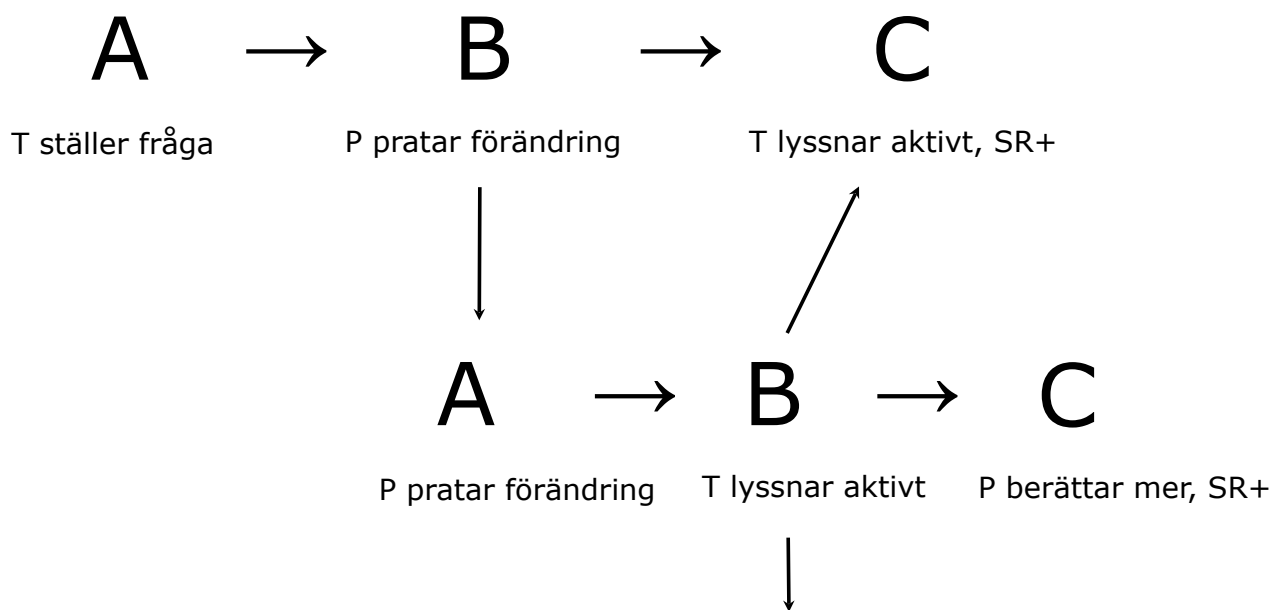 A → B → C
T ställer fråga P pratar förändring T lyssnar aktivt, SR+
A → B → C
P pratar förändring T lyssnar aktivt P berättar mer, SR+